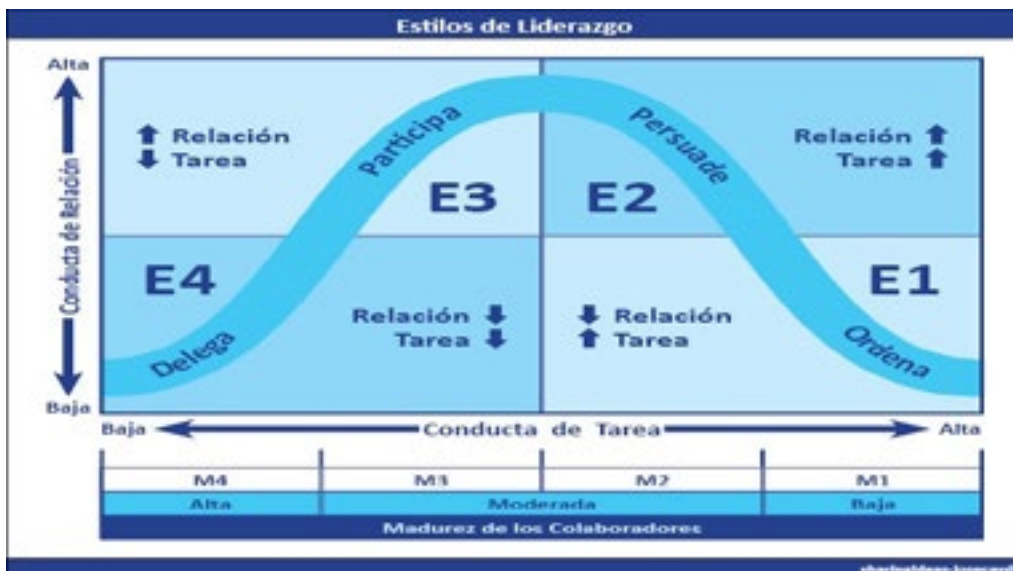 Estilos de Liderazgo
Alta
Conducta de Relación
Baja
Relación
Tarea
Participa
E3
Persuade
E2
Relación
Tarea
E4
Delega
Relación
Tarea
Relación
Tarea
E1
Ordena
Baja
Conducta de Tarea
Alta
M4
M3
M2
M1
Alta
Moderada
Baja
Madurez de los Colaboradores